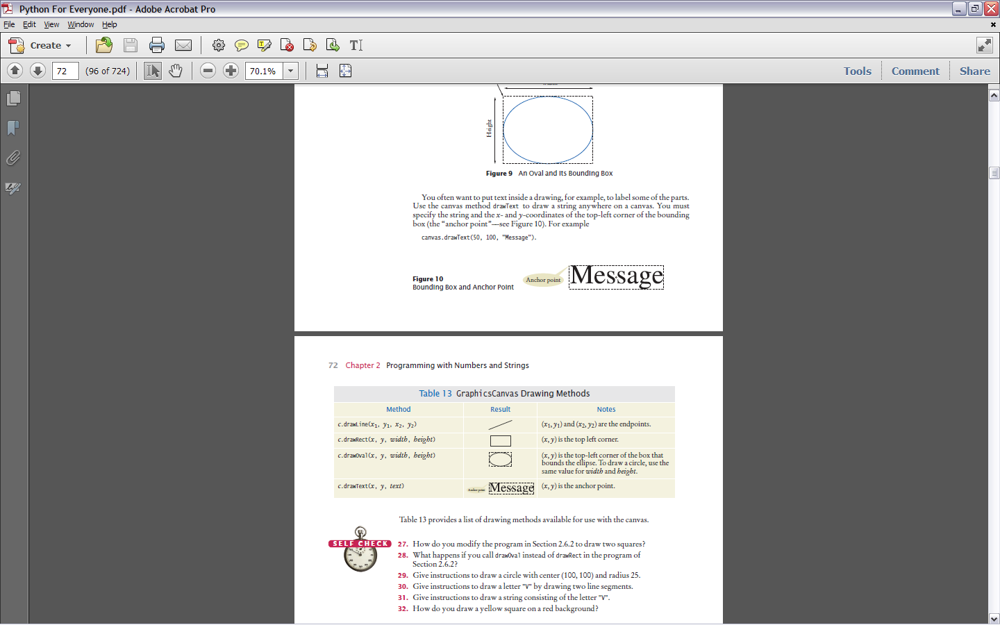 Python For Everyone.pdf - Adobe Acrobat Pro
File Edit View Window Help
Create
72 (96 of 724) 70.1% Tools Comment Share
Height
Figure 9 An Oval and Its Bounding Box
You often want to put text inside a drawing, for example, to label some of the parts.
Use the canvas method drawText to draw a string anywhere on a canvas. You must
specify the string and the x- and y-coordinates of the top-left corner of the bounding
box (the “anchor point”—see Figure 10). For example
canvas.drawText(50, 100, "Message").
Figure 10
Bounding Box and Anchor Point
Anchor point
Message
72 Chapter 2 Programming with Numbers and Strings
Table 13 GraphicsCanvas Drawing Methods
Method Result Notes
c.drawLine(x1, y1, x2, y2) (x1, y1) and (x2, y2) are the endpoints.
c.drawRect(x, y, width, height) (x, y) is the top left corner.
c.drawOval(x, y, width, height) (x, y) is the top-left corner of the box that
bounds the ellipse. To draw a circle, use the
same value for width and height.
c.drawText(x, y, text) Anchor point Message (x, y) is the anchor point.
Table 13 provides a list of drawing methods available for use with the canvas.
SELF CHECK
27. How do you modify the program in Section 2.6.2 to draw two squares?
28. What happens if you call drawOval instead of drawRect in the program of
Section 2.6.2?
29. Give instructions to draw a circle with center (100, 100) and radius 25.
30. Give instructions to draw a letter "V" by drawing two line segments.
31. Give instructions to draw a string consisting of the letter "V".
32. How do you draw a yellow square on a red background?